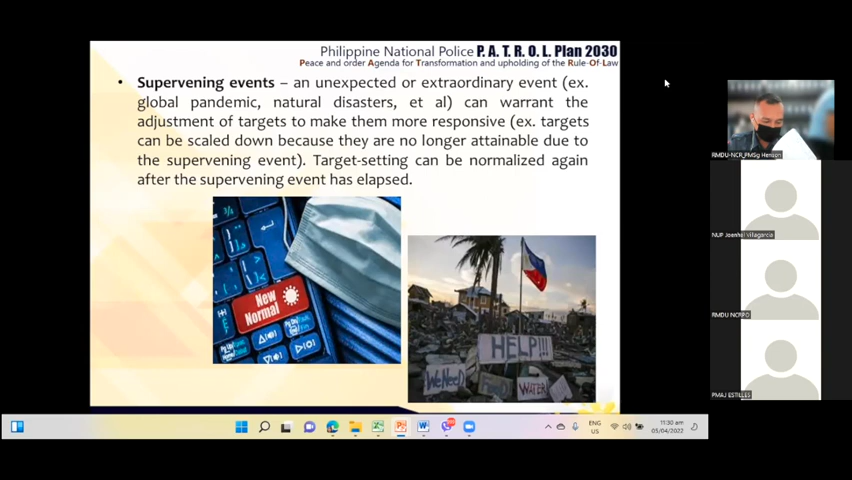 Philippine National Police P. A. T. R. O. L. Plan 2030
Peace and order Agenda for Transformation and upholding of the Rule-Of-Law
• Supervening events – an unexpected or extraordinary event (ex.
global pandemic, natural disasters, et al) can warrant the
adjustment of targets to make them more responsive (ex. targets
can be scaled down because they are no longer attainable due to
the supervening event). Target-setting can be normalized again
after the supervening event has elapsed.
New
Normal
HELP!!!
We Need
FOOD
WATER
RMDU-NCR_PMSg Henson
NUP Joenhel Villagarcia
RMDU NCRPO
PMAJ ESTILLES
ENG
US
11:30 am
05/04/2022